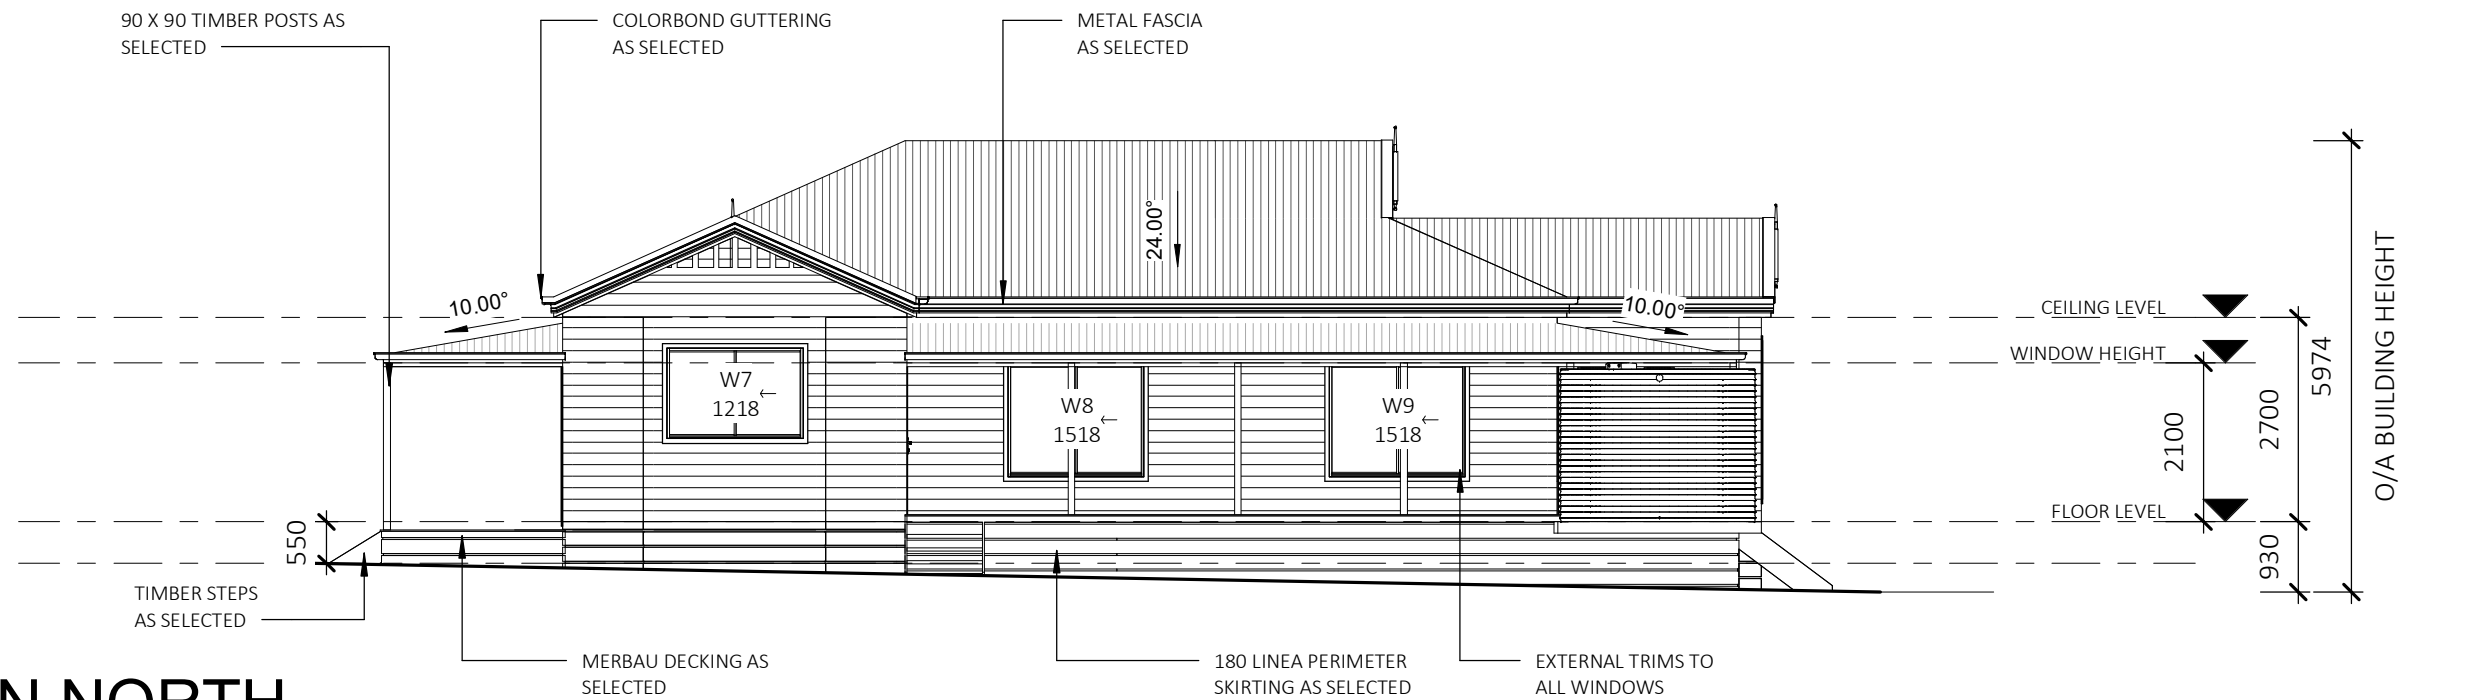 90 X 90 TIMBER POSTS AS
SELECTED
COLORBOND GUTTERING
AS SELECTED
METAL FASCIA
AS SELECTED
24.00°
10.00°
10.00°
CEILING LEVEL
WINDOW HEIGHT
FLOOR LEVEL
W7
1218
W8
1518
W9
1518
2100
2700
930
5974
O/A BUILDING HEIGHT
550
TIMBER STEPS
AS SELECTED
MERBAU DECKING AS
SELECTED
180 LINEA PERIMETER
SKIRTING AS SELECTED
EXTERNAL TRIMS TO
ALL WINDOWS
N NORTH